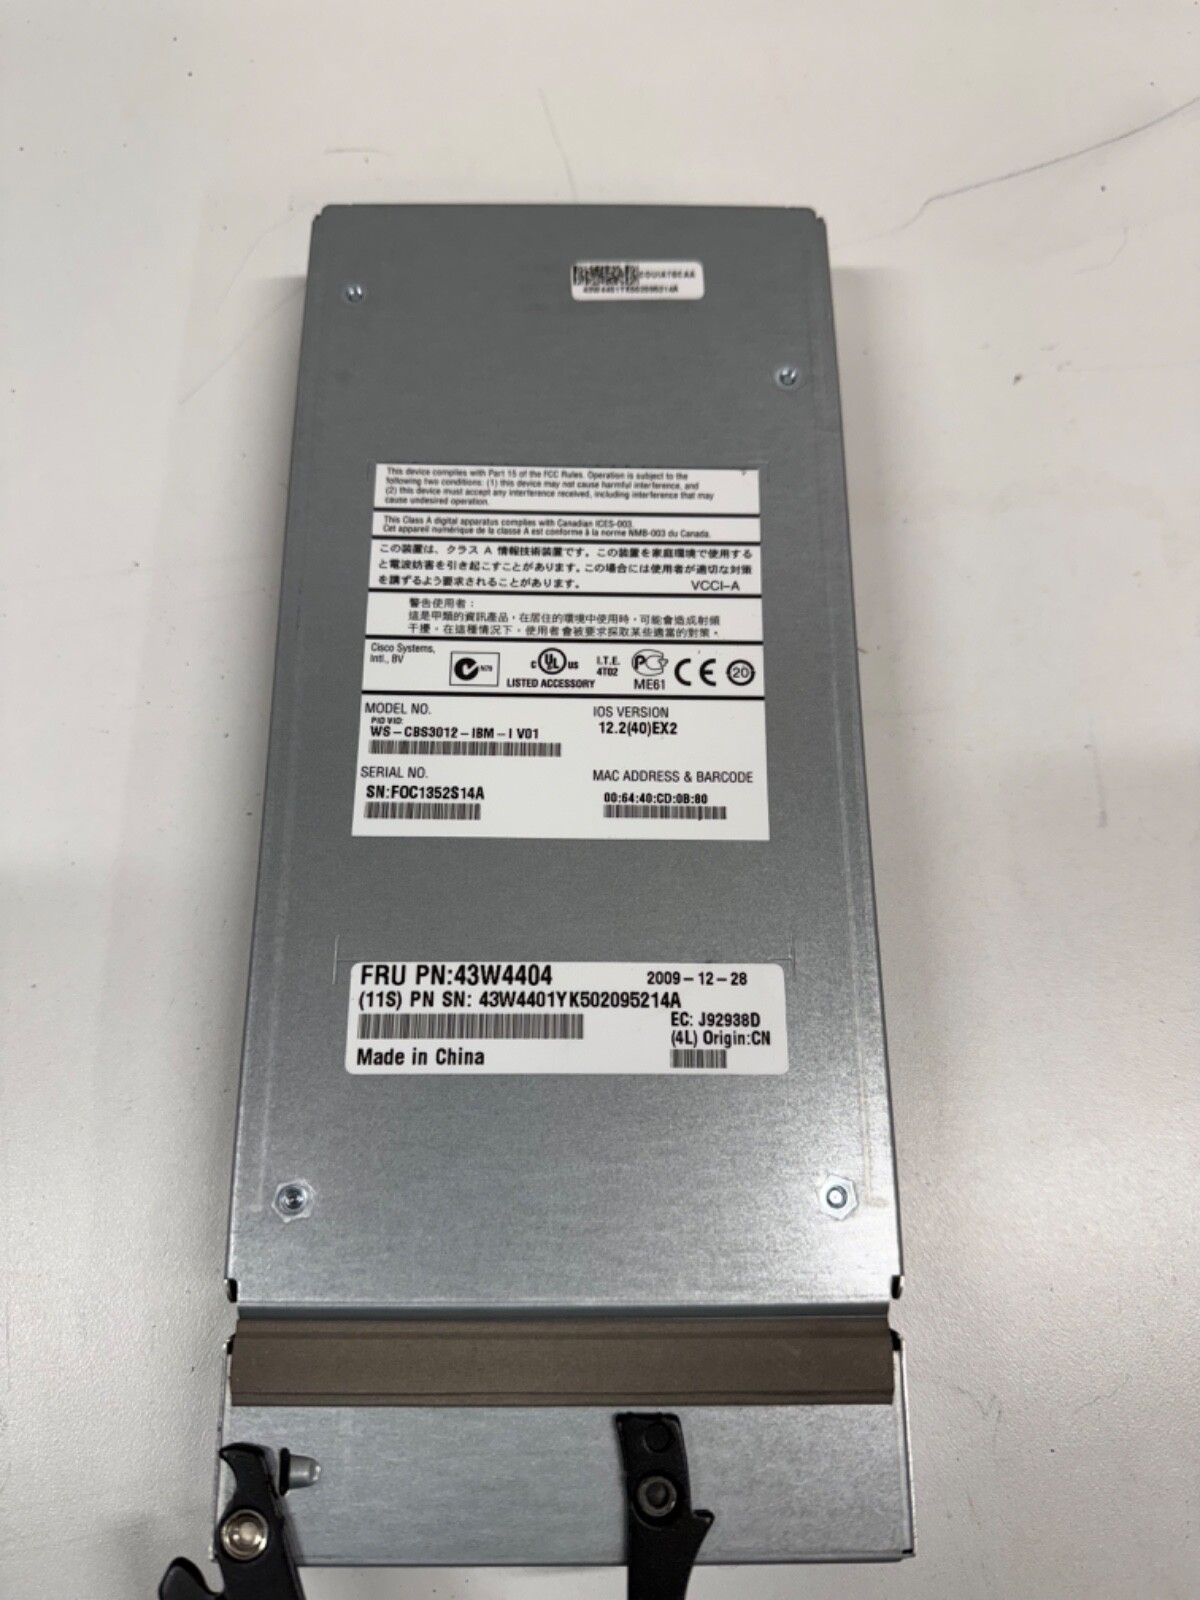 43W4401YK502095214A
This device complies with Part 15 of the FCC Rules. Operation is subject to the
following two conditions: (1) this device may not cause harmful interference, and
(2) this device must accept any interference received, including interference that may
cause undesired operation.
This Class A digital apparatus complies with Canadian ICES-003.
Cet appareil numérique de la classe A est conforme à la norme NMB-003 du Canada.
この装置は、クラス A 情報技術装置です。この装置を家庭環境で使用する
と電波妨害を引き起こすことがあります。この場合には使用者が適切な対策
を講ずるよう要求されることがあります。 VCCI-A
警告使用者：
這是甲類的資訊產品，在居住的環境中使用時，可能會造成射頻
干擾，在這種情況下，使用者會被要求採取某些適當的對策。
Cisco Systems,
Intl., BV
N78
c UL us
LISTED ACCESSORY
I.T.E.
4T02
ME61
CE
20
MODEL NO.
PID VID:
WS-CBS3012-IBM-I V01
IOS VERSION
12.2(40)EX2
SERIAL NO.
SN:FOC1352S14A
MAC ADDRESS & BARCODE
00:64:40:CD:0B:80
FRU PN:43W4404 2009-12-28
(11S) PN SN: 43W4401YK502095214A
EC: J92938D
(4L) Origin:CN
Made in China